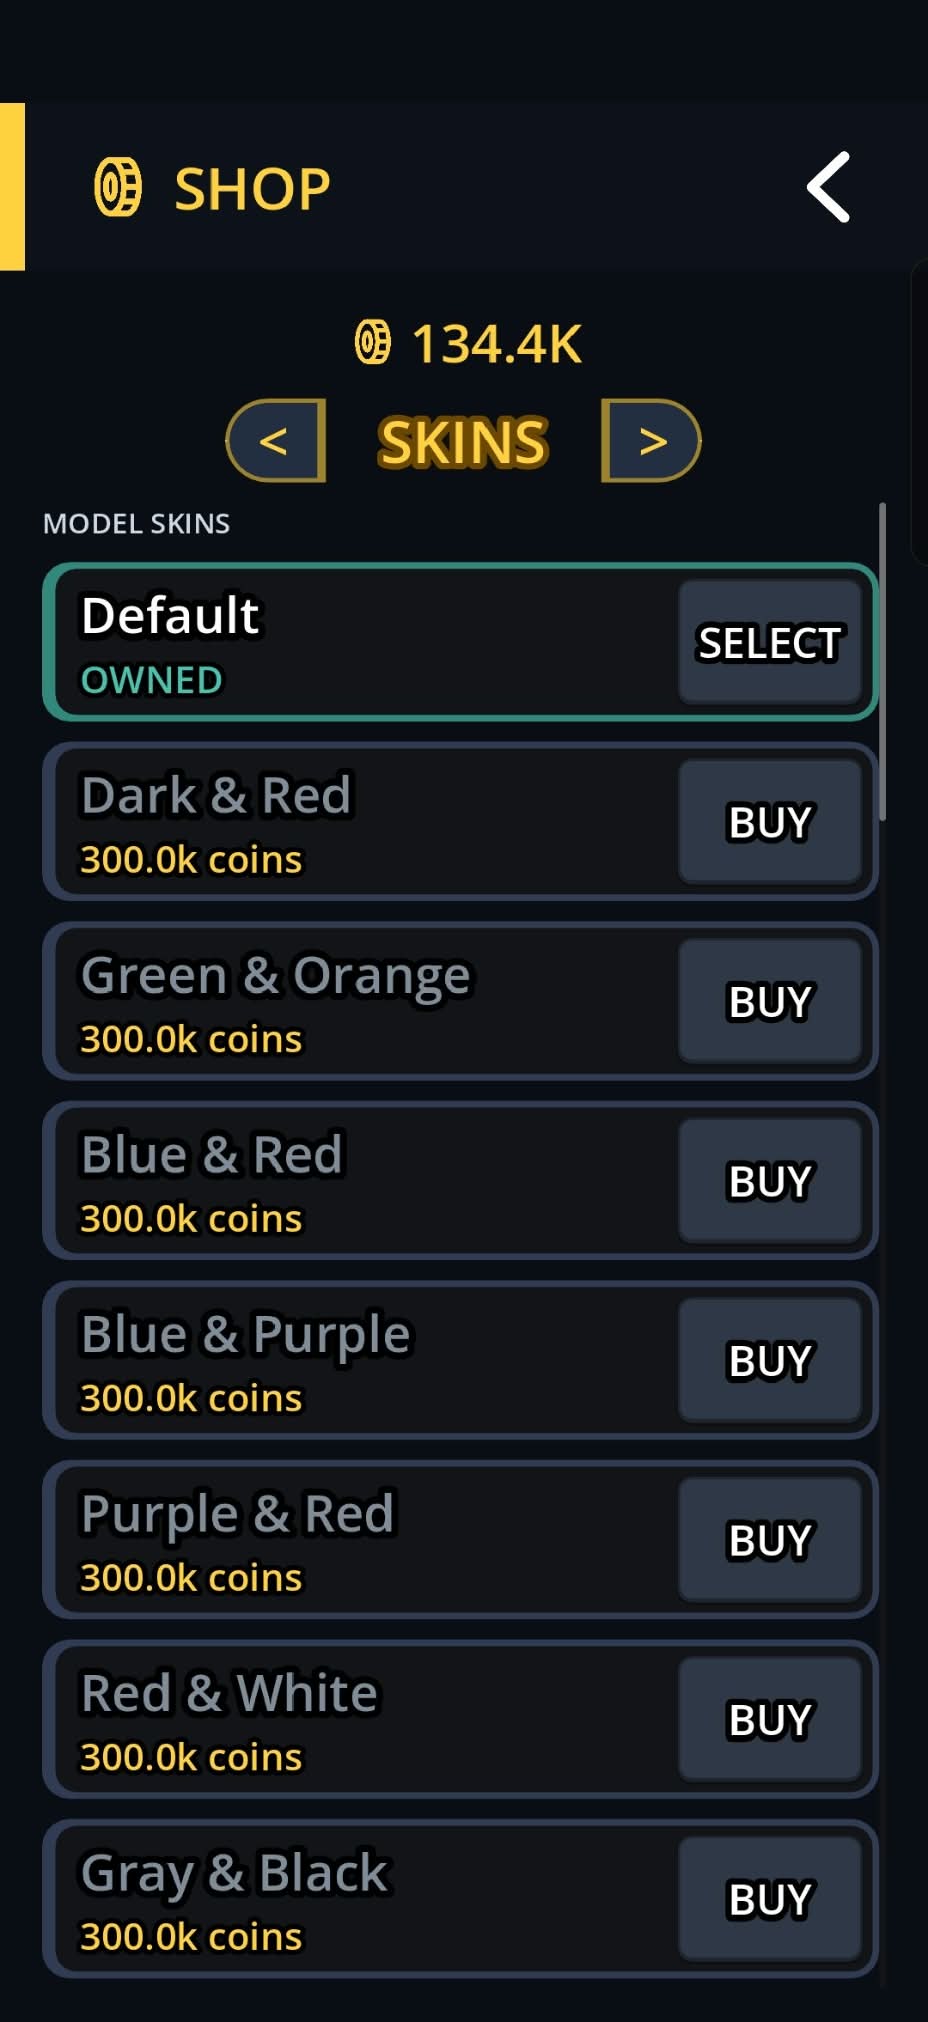 SHOP
134.4K
< SKINS >
MODEL SKINS
Default
OWNED
SELECT
Dark & Red
300.0k coins
BUY
Green & Orange
300.0k coins
BUY
Blue & Red
300.0k coins
BUY
Blue & Purple
300.0k coins
BUY
Purple & Red
300.0k coins
BUY
Red & White
300.0k coins
BUY
Gray & Black
300.0k coins
BUY